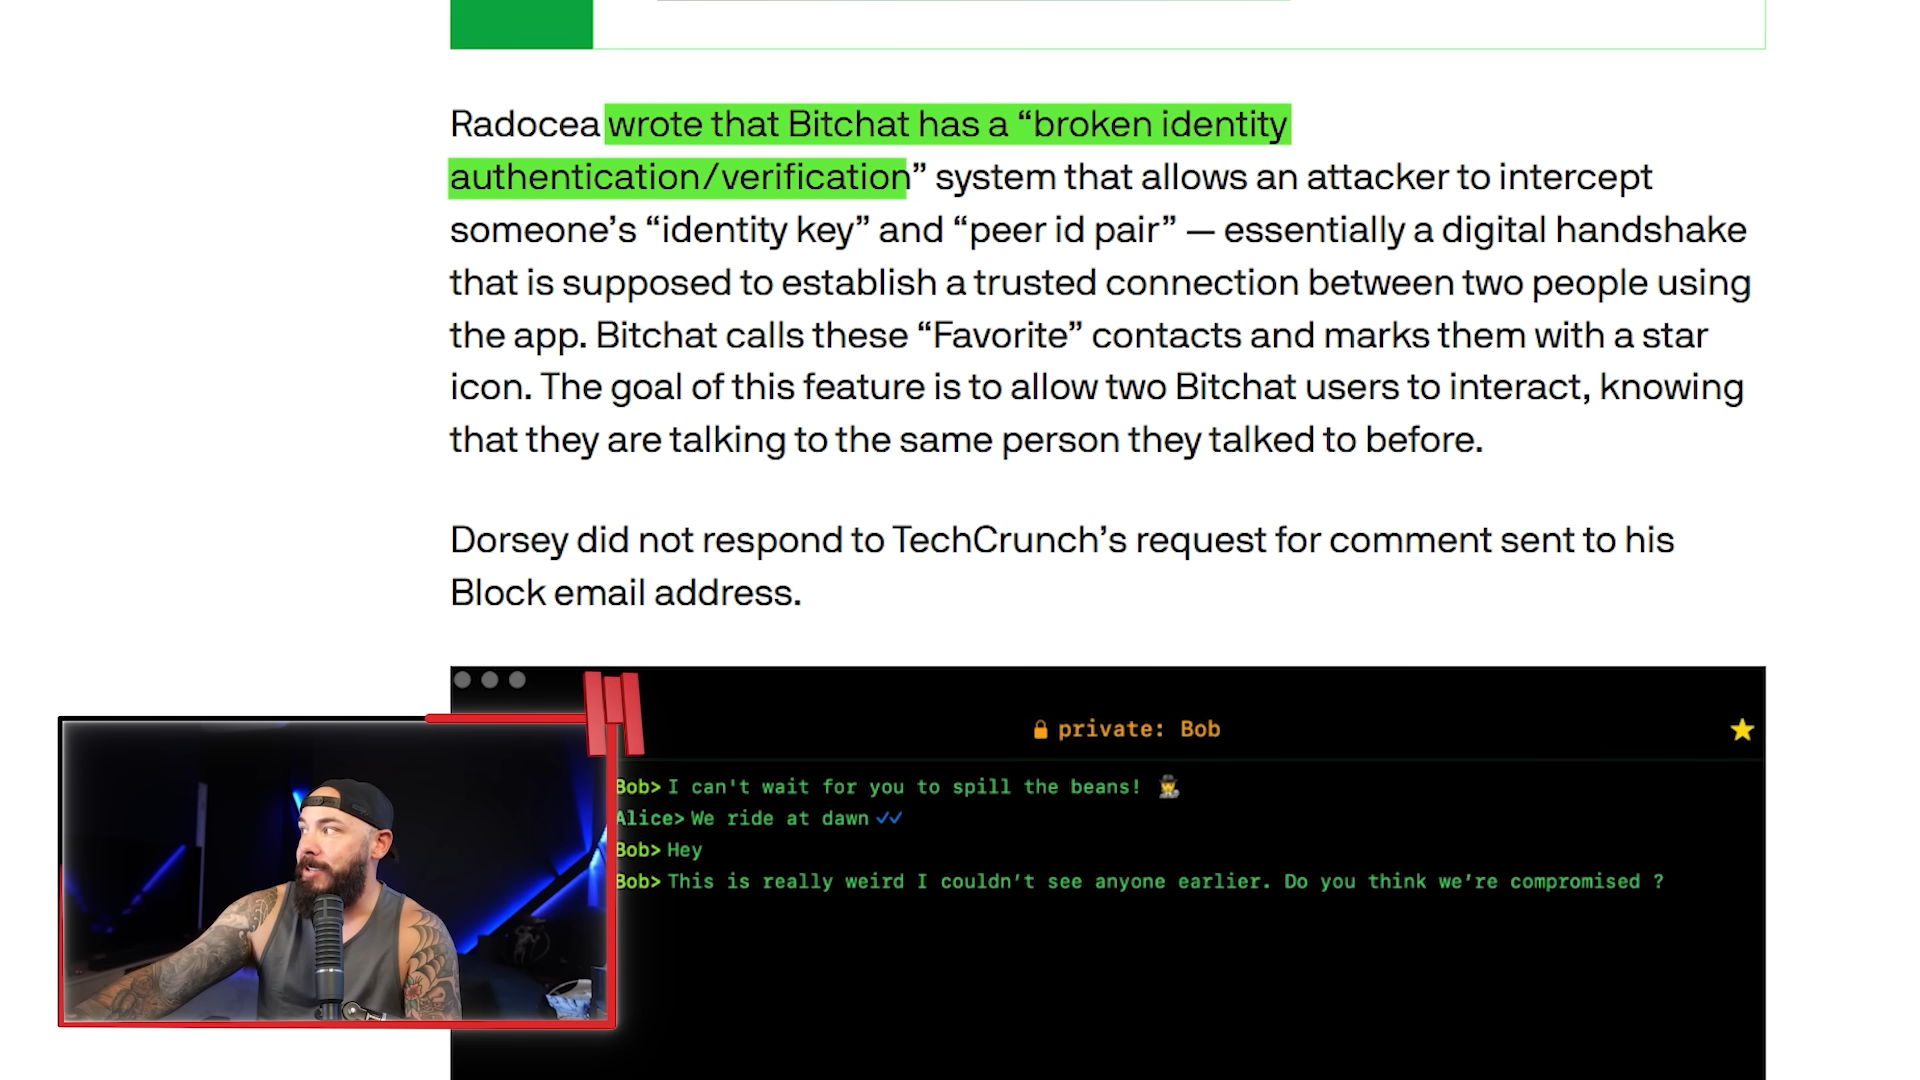 Radocea wrote that Bitchat has a “broken identity
authentication/verification” system that allows an attacker to intercept
someone’s “identity key” and “peer id pair” — essentially a digital handshake
that is supposed to establish a trusted connection between two people using
the app. Bitchat calls these “Favorite” contacts and marks them with a star
icon. The goal of this feature is to allow two Bitchat users to interact, knowing
that they are talking to the same person they talked to before.
Dorsey did not respond to TechCrunch’s request for comment sent to his
Block email address.
private: Bob
Bob> I can't wait for you to spill the beans! 🕵️
Alice> We ride at dawn ✓✓
Bob> Hey
Bob> This is really weird I couldn’t see anyone earlier. Do you think we’re compromised ?